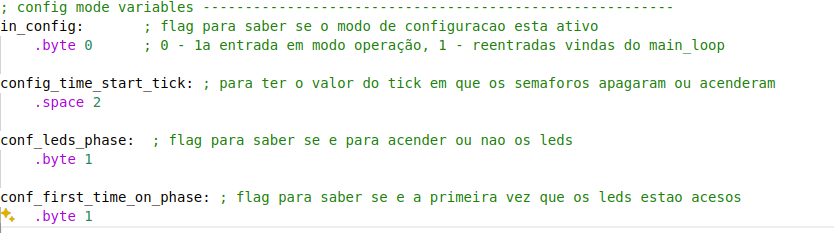 ; config mode variables --------------------------------------------------------
in_config:       ; flag para saber se o modo de configuracao esta ativo
    .byte 0      ; 0 - 1a entrada em modo operação, 1 - reentradas vindas do main_loop
config_time_start_tick: ; para ter o valor do tick em que os semaforos apagaram ou acenderam
    .space 2
conf_leds_phase:  ; flag para saber se e para acender ou nao os leds
    .byte 1
conf_first_time_on_phase: ; flag para saber se e a primeira vez que os leds estao acesos
    .byte 1